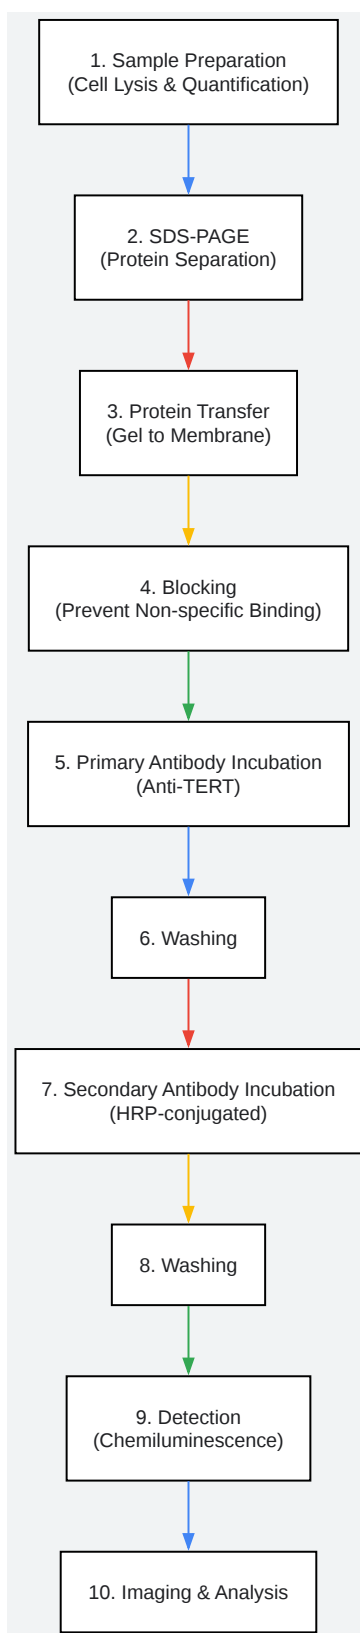 1. Sample Preparation
(Cell Lysis & Quantification)
2. SDS-PAGE
(Protein Separation)
3. Protein Transfer
(Gel to Membrane)
4. Blocking
(Prevent Non-specific Binding)
5. Primary Antibody Incubation
(Anti-TERT)
6. Washing
7. Secondary Antibody Incubation
(HRP-conjugated)
8. Washing
9. Detection
(Chemiluminescence)
10. Imaging & Analysis